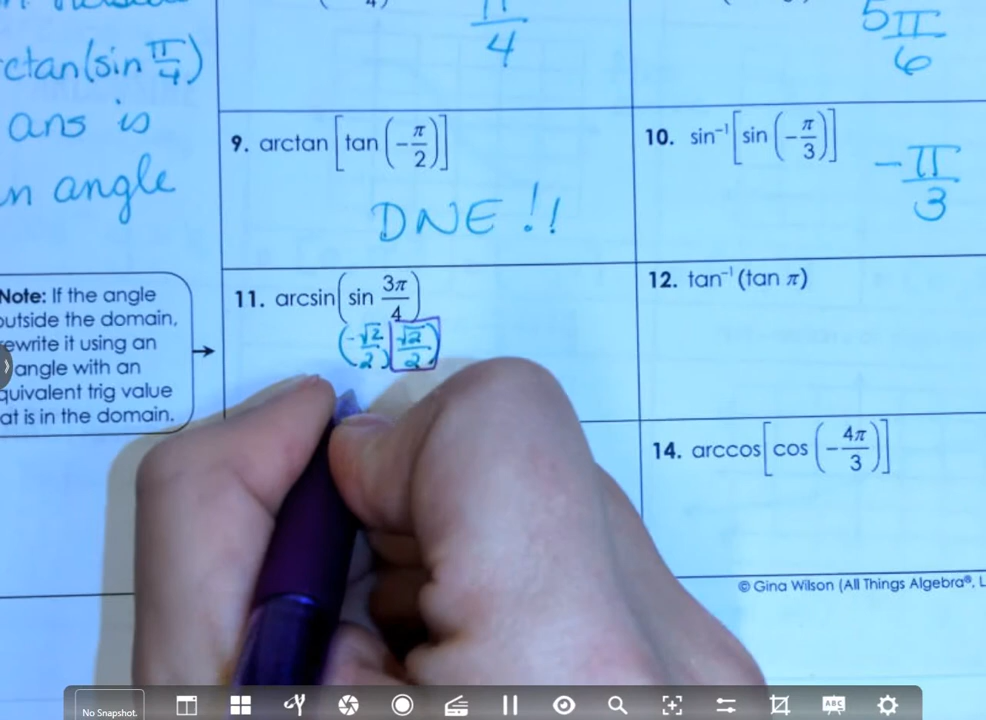 π/4
5π/6
ctan(sin π/4)
ans is
n angle
9. arctan[tan(-π/2)]
DNE!!
10. sin⁻¹[sin(-π/3)]
-π/3
Note: If the angle
outside the domain,
ewrite it using an
angle with an
quivalent trig value
at is in the domain.
11. arcsin(sin 3π/4)
(-√2/2, √2/2)
12. tan⁻¹(tan π)
14. arccos[cos(-4π/3)]
© Gina Wilson (All Things Algebra®, L
No Snapshot.
ABC